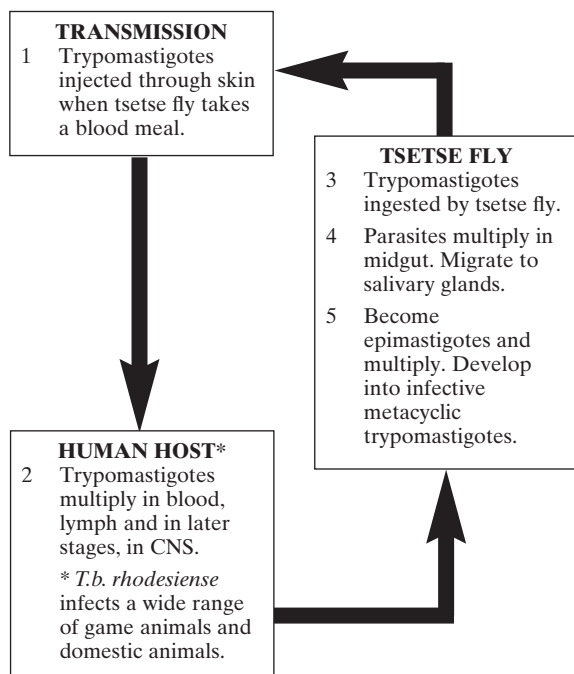 TRANSMISSION
1 Trypomastigotes
injected through skin
when tsetse fly takes
a blood meal.
HUMAN HOST*
2 Trypomastigotes
multiply in blood,
lymph and in later
stages, in CNS.
* T.b. rhodesiense
infects a wide range
of game animals and
domestic animals.
TSETSE FLY
3 Trypomastigotes
ingested by tsetse fly.
4 Parasites multiply in
midgut. Migrate to
salivary glands.
5 Become
epimastigotes and
multiply. Develop
into infective
metacyclic
trypomastigotes.